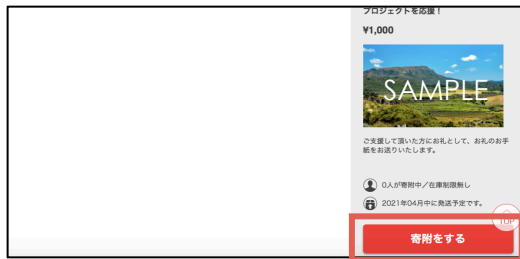 プロジェクトを応援！
¥1,000
SAMPLE
ご支援して頂いた方にお礼として、お礼のお手
紙をお送りいたします。
0人が寄附中／在庫制限無し
2021年04月中に発送予定です。
TOP
寄附をする